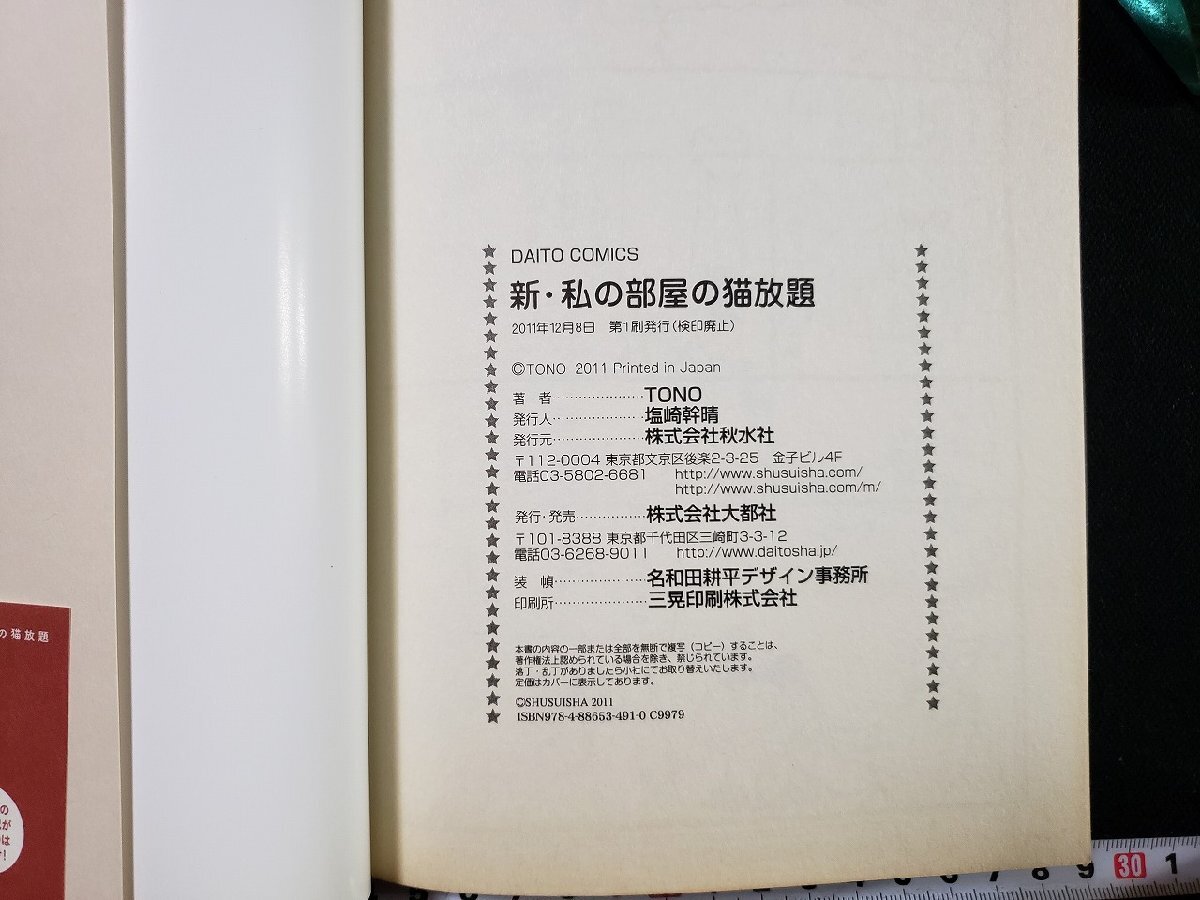 DAITO COMICS
新・私の部屋の猫放題
2011年12月8日　第1刷発行（検印廃止）
©TONO 2011 Printed in Japan
著　者……………… TONO
発行人……………… 塩崎幹晴
発行元……………… 株式会社秋水社
〒112-0004 東京都文京区後楽2-3-25　金子ビル4F
電話03-5802-6681　http://www.shusuisha.com/
http://www.shusuisha.com/m/
発行・発売…………… 株式会社大都社
〒101-8388 東京都千代田区三崎町3-3-12
電話03-6268-9011　http://www.daitosha.jp/
装　幀……………… 名和田耕平デザイン事務所
印刷所……………… 三晃印刷株式会社
本書の内容の一部または全部を無断で複写（コピー）することは、
著作権法上認められている場合を除き、禁じられています。
落丁・乱丁がありましたら小社にてお取り替えいたします。
定価はカバーに表示してあります。
©SHUSUISHA 2011
ISBN978-4-88653-491-0 C9979
の猫放題
の
が
は
！
7 8 9 30 1